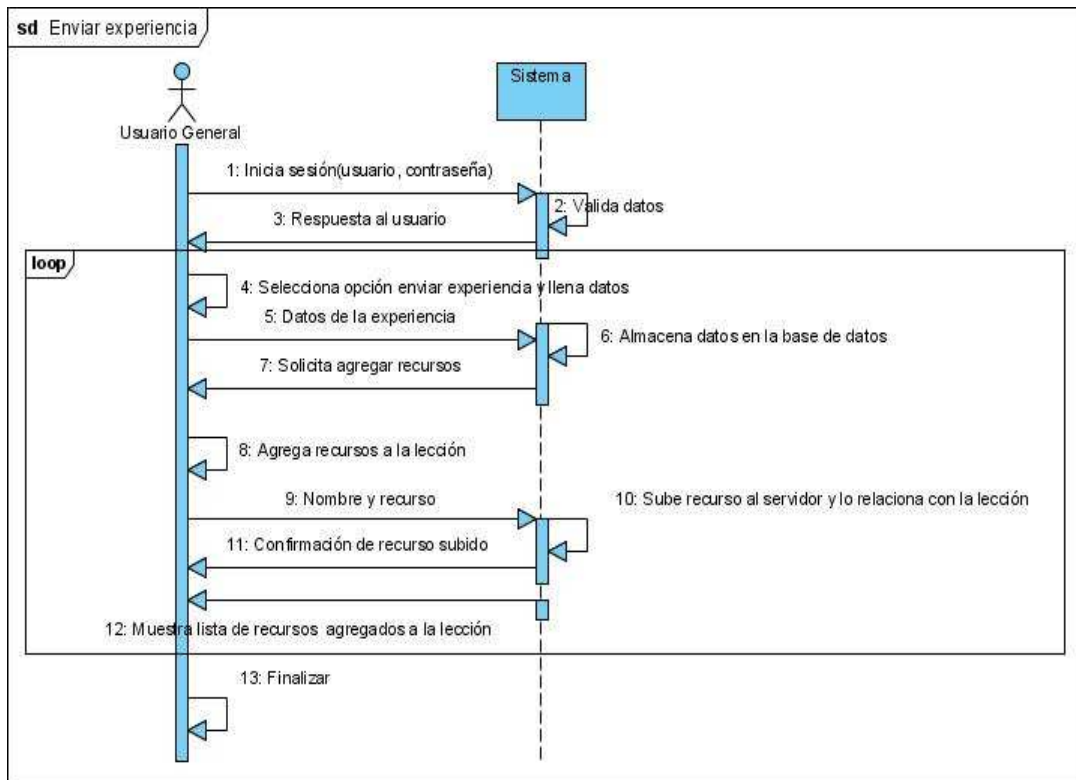 sd Enviar experiencia
Sistema
Usuario General
1: Inicia sesión(usuario, contraseña)
2: Valida datos
3: Respuesta al usuario
loop
4: Selecciona opción enviar experiencia y llena datos
5: Datos de la experiencia
6: Almacena datos en la base de datos
7: Solicita agregar recursos
8: Agrega recursos a la lección
9: Nombre y recurso
10: Sube recurso al servidor y lo relaciona con la lección
11: Confirmación de recurso subido
12: Muestra lista de recursos agregados a la lección
13: Finalizar